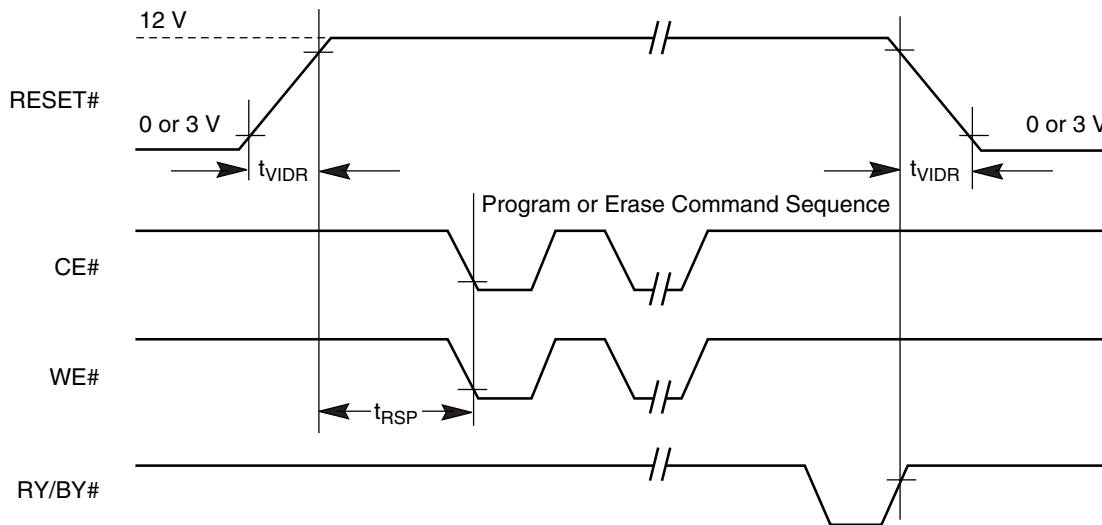 12 V
RESET#
0 or 3 V
0 or 3 V
tVIDR
tVIDR
Program or Erase Command Sequence
CE#
WE#
tRSP
RY/BY#